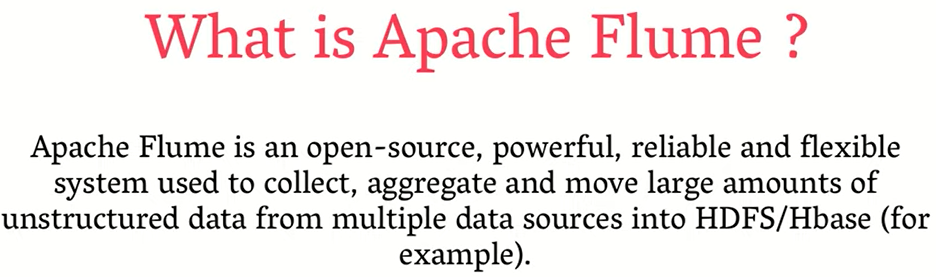 What is Apache Flume ?
Apache Flume is an open-source, powerful, reliable and flexible
system used to collect, aggregate and move large amounts of
unstructured data from multiple data sources into HDFS/Hbase (for
example).